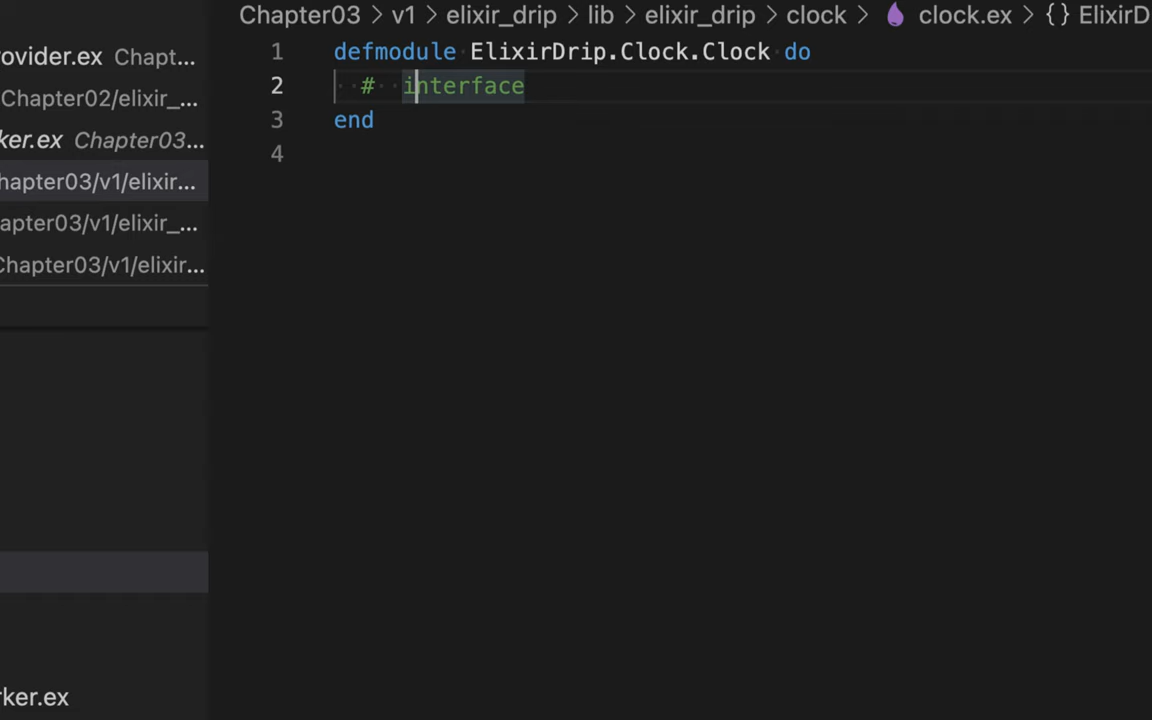 Chapter03 > v1 > elixir_drip > lib > elixir_drip > clock > clock.ex > {} ElixirD
rovider.ex Chapt...
Chapter02/elixir_...
ker.ex Chapter03...
hapter03/v1/elixir...
apter03/v1/elixir_...
Chapter03/v1/elixir...
rker.ex
1 defmodule ElixirDrip.Clock.Clock do
2 # interface
3 end
4